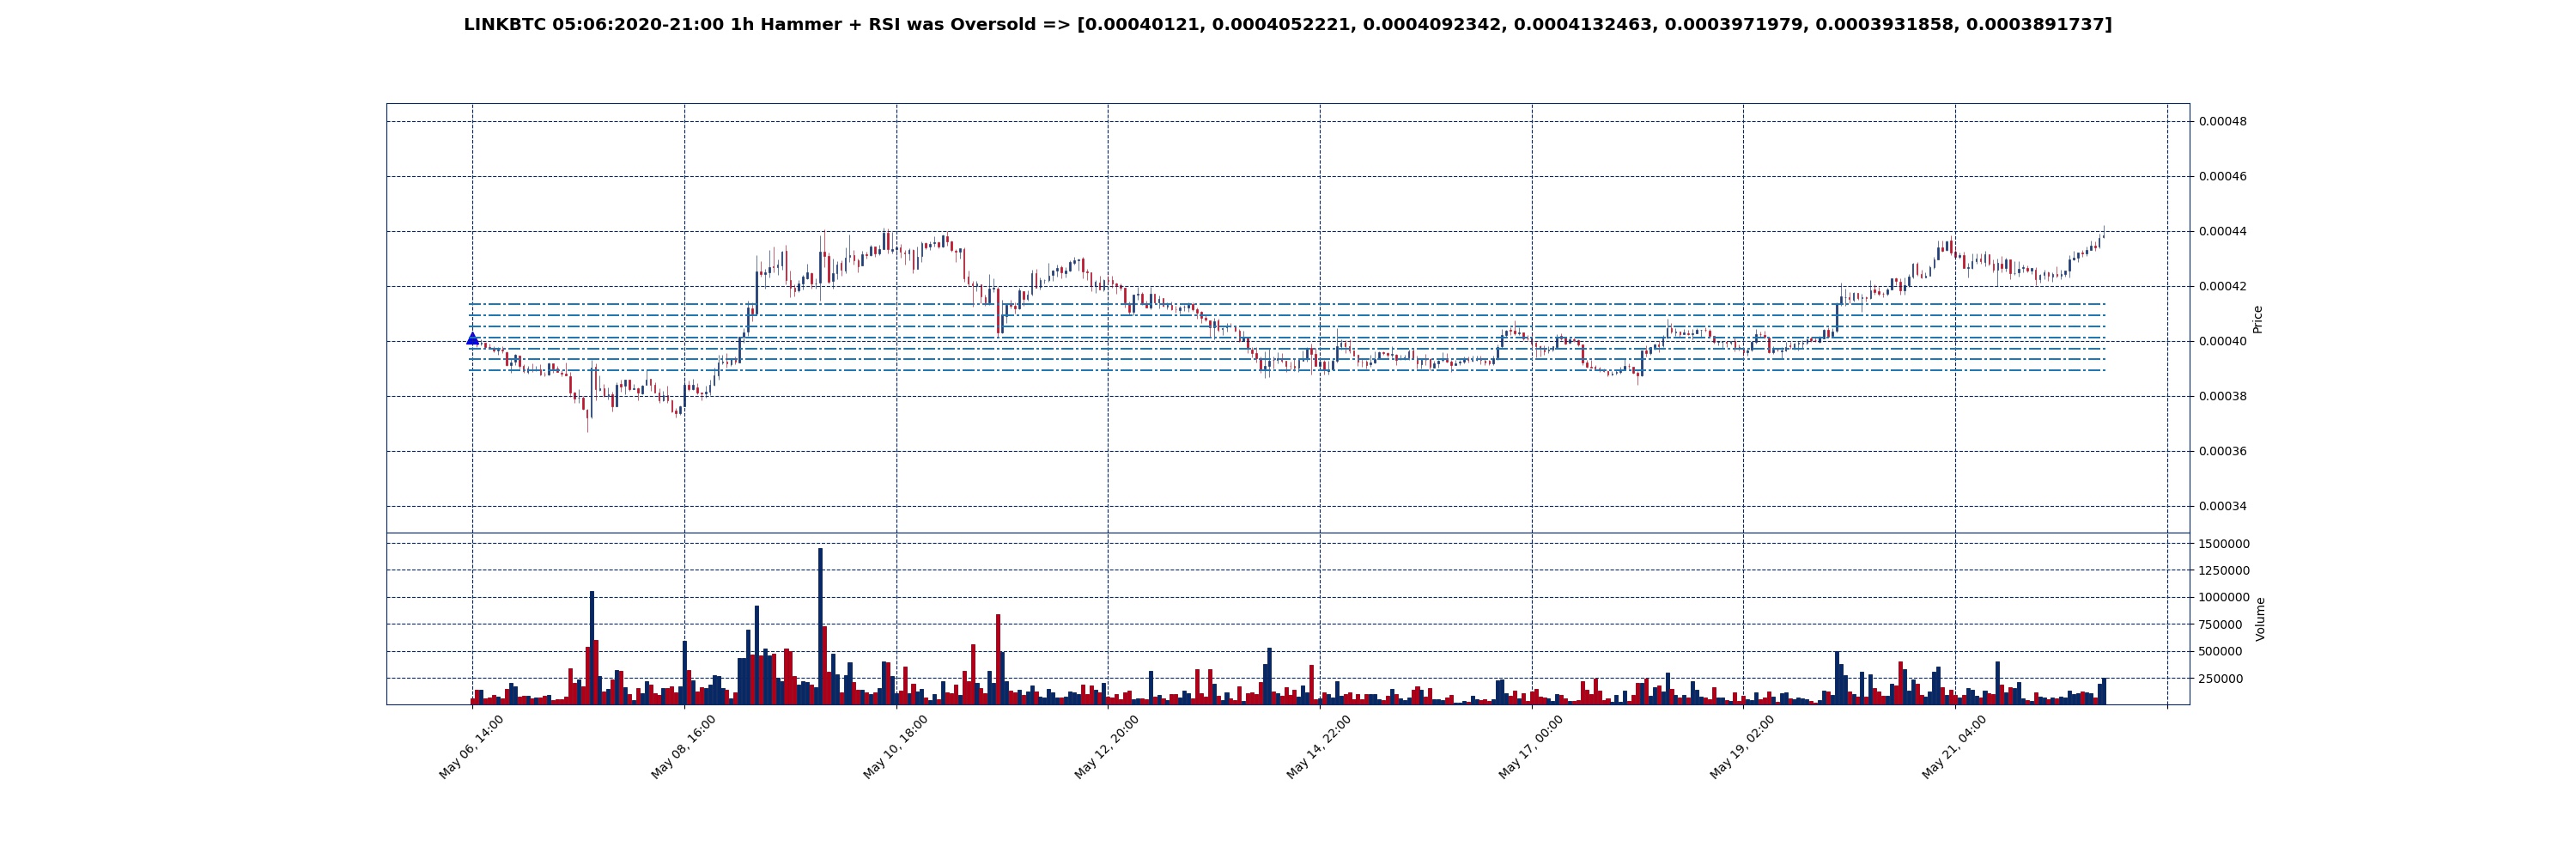 LINKBTC 05:06:2020-21:00 1h Hammer + RSI was Oversold => [0.00040121, 0.0004052221, 0.0004092342, 0.0004132463, 0.0003971979, 0.0003931858, 0.0003891737]
0.00048
0.00046
0.00044
0.00042
0.00040
0.00038
0.00036
0.00034
Price
1500000
1250000
1000000
750000
500000
250000
Volume
May 06, 14:00
May 08, 16:00
May 10, 18:00
May 12, 20:00
May 14, 22:00
May 17, 00:00
May 19, 02:00
May 21, 04:00